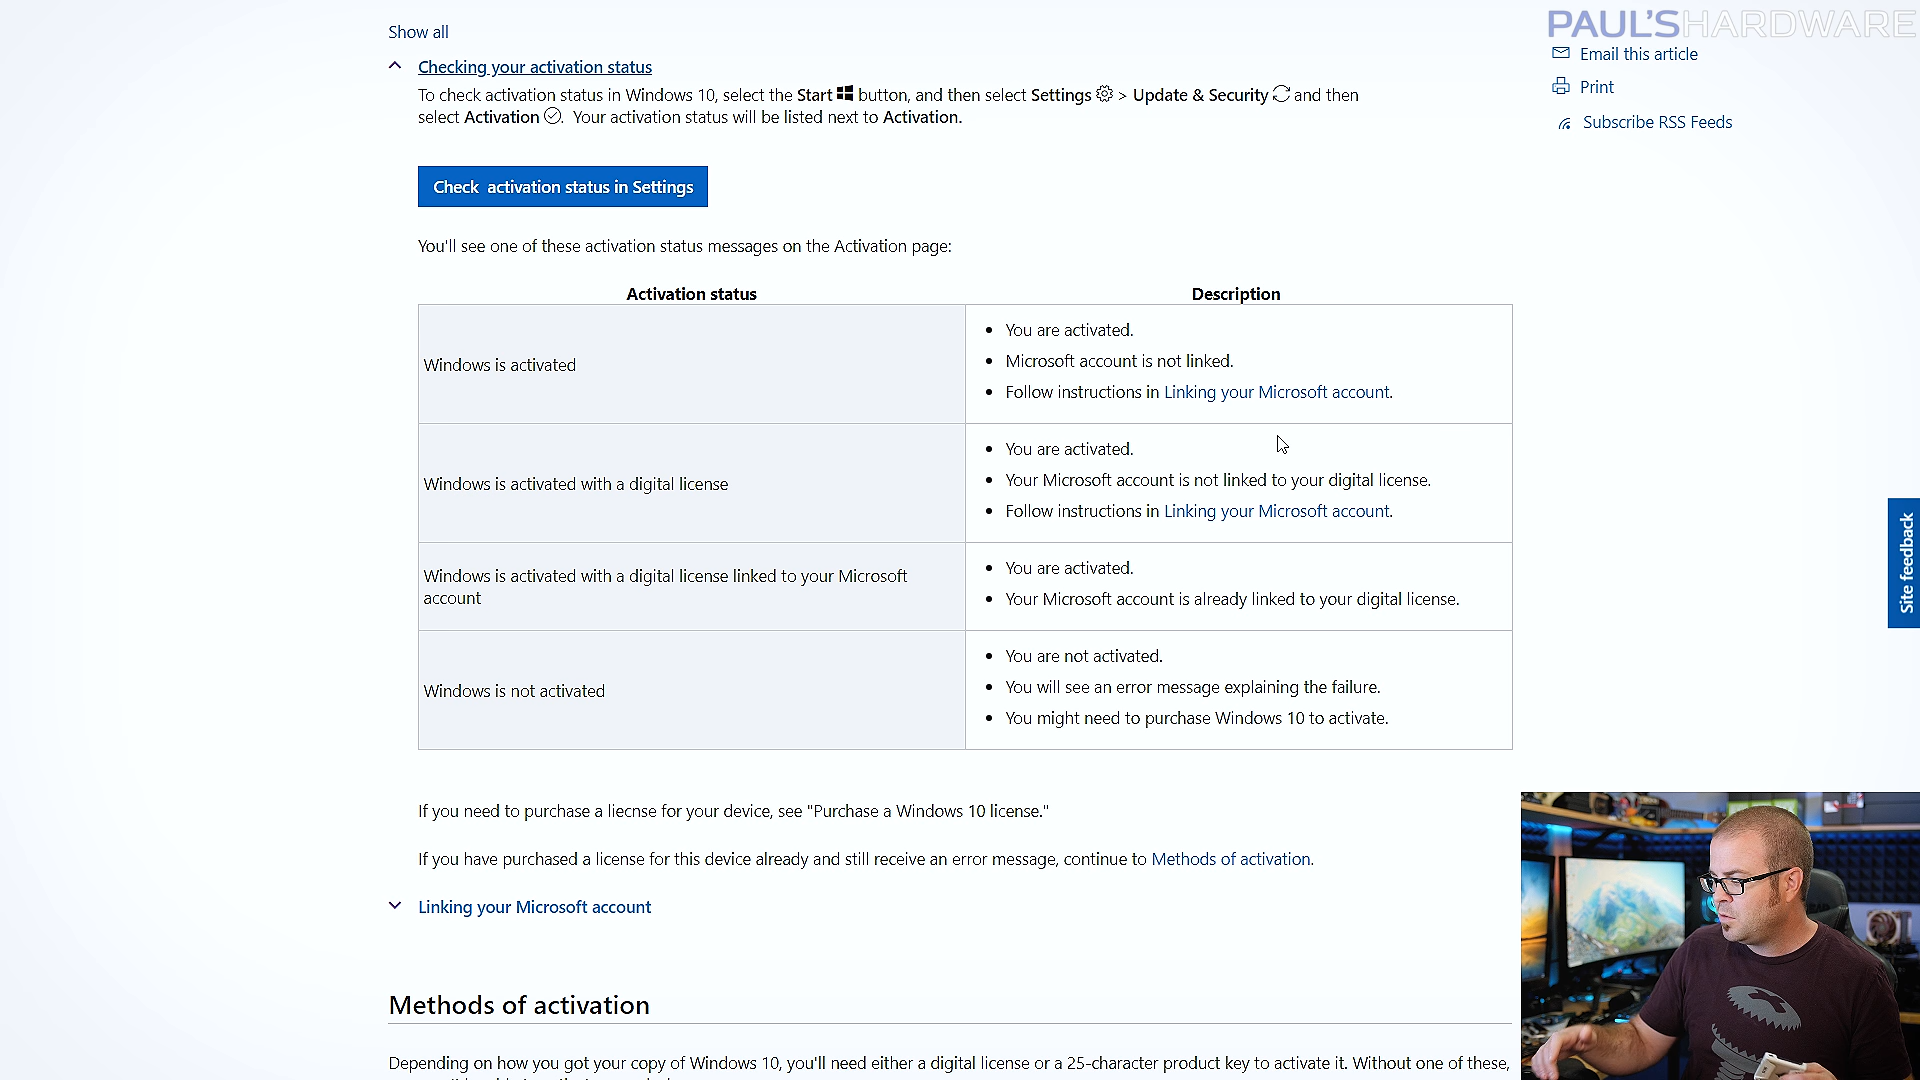 PAUL'SHARDWARE
Show all
Email this article
Checking your activation status
Print
To check activation status in Windows 10, select the Start button, and then select Settings > Update & Security and then
select Activation . Your activation status will be listed next to Activation.
Subscribe RSS Feeds
Check activation status in Settings
You'll see one of these activation status messages on the Activation page:
Activation status
Description
Windows is activated
• You are activated.
• Microsoft account is not linked.
• Follow instructions in Linking your Microsoft account.
Windows is activated with a digital license
• You are activated.
• Your Microsoft account is not linked to your digital license.
• Follow instructions in Linking your Microsoft account.
Windows is activated with a digital license linked to your Microsoft
account
• You are activated.
• Your Microsoft account is already linked to your digital license.
Windows is not activated
• You are not activated.
• You will see an error message explaining the failure.
• You might need to purchase Windows 10 to activate.
Site feedback
If you need to purchase a liecnse for your device, see "Purchase a Windows 10 license."
If you have purchased a license for this device already and still receive an error message, continue to Methods of activation.
Linking your Microsoft account
Methods of activation
Depending on how you got your copy of Windows 10, you'll need either a digital license or a 25-character product key to activate it. Without one of these,